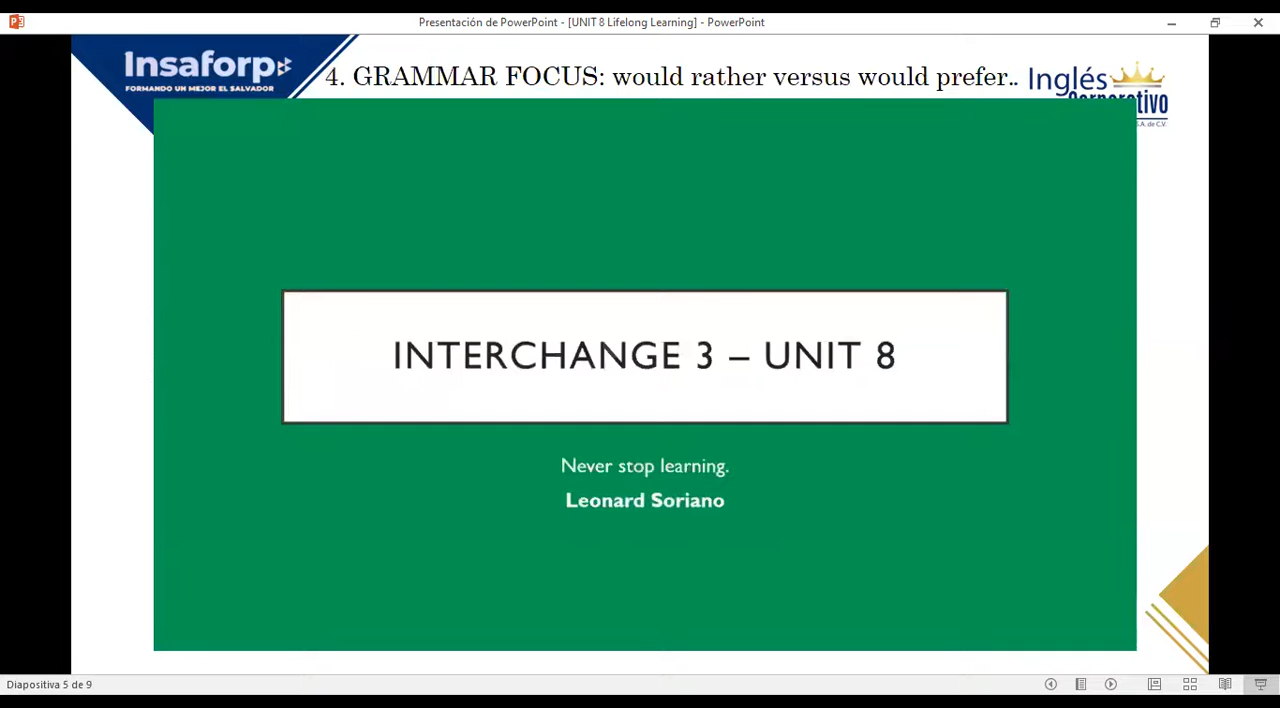 Presentación de PowerPoint - [UNIT 8 Lifelong Learning] - PowerPoint
Insaforp
FORMANDO UN MEJOR EL SALVADOR
4. GRAMMAR FOCUS: would rather versus would prefer..
Inglés
Corporativo
S.A. de C.V.
INTERCHANGE 3 – UNIT 8
Never stop learning.
Leonard Soriano
Diapositiva 5 de 9